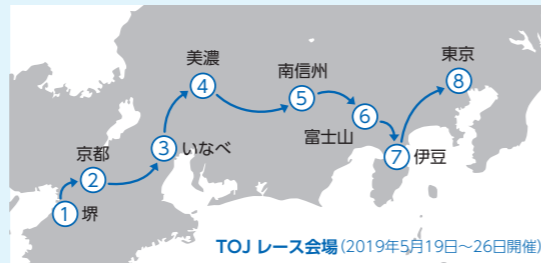 ① 堺
② 京都
③ いなべ
④ 美濃
⑤ 南信州
⑥ 富士山
⑦ 伊豆
⑧ 東京
TOJ レース会場(2019年5月19日~26日開催)